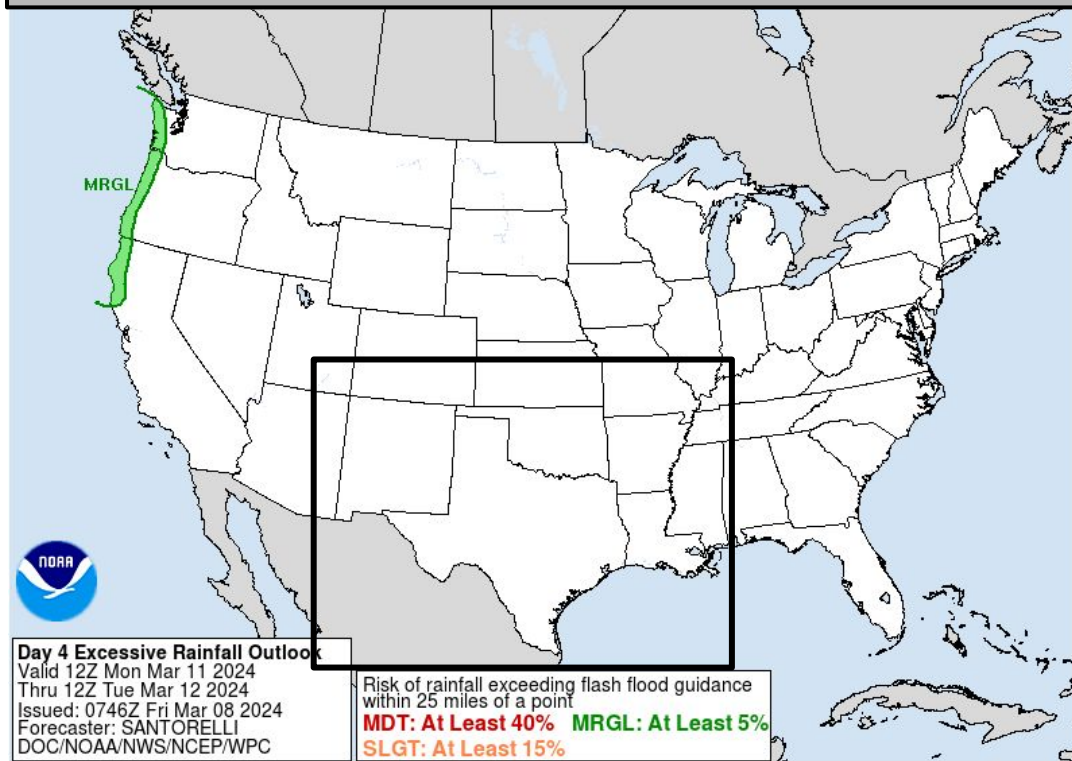 MRGL
NOAA
Day 4 Excessive Rainfall Outlook
Valid 12Z Mon Mar 11 2024
Thru 12Z Tue Mar 12 2024
Issued: 0746Z Fri Mar 08 2024
Forecaster: SANTORELLI
DOC/NOAA/NWS/NCEP/WPC
Risk of rainfall exceeding flash flood guidance
within 25 miles of a point
MDT: At Least 40% MRGL: At Least 5%
SLGT: At Least 15%